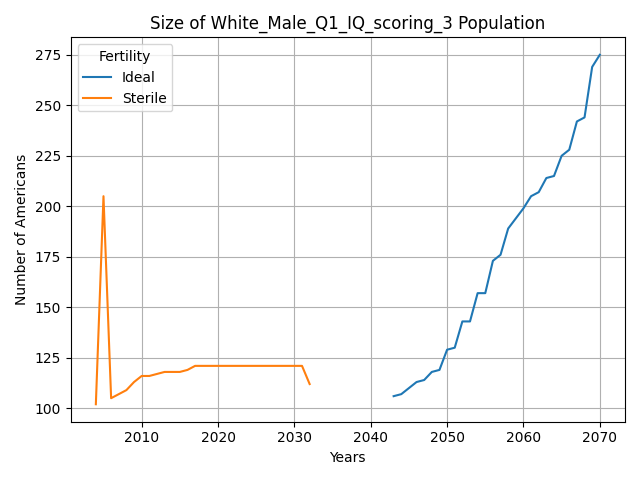 Size of White_Male_Q1_IQ_scoring_3 Population
Fertility
Ideal
Sterile
275
250
225
200
175
150
125
100
Number of Americans
2010 2020 2030 2040 2050 2060 2070
Years